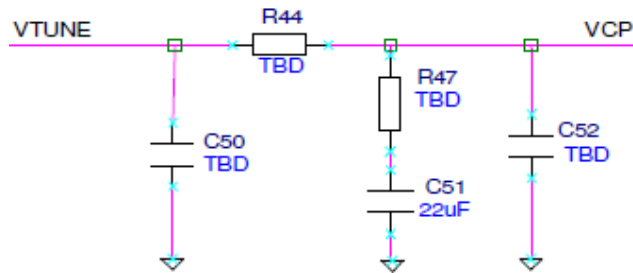 R44
VTUNE
VCP
TBD
R47
TBD
C50
TBD
C52
TBD
C51
22uF